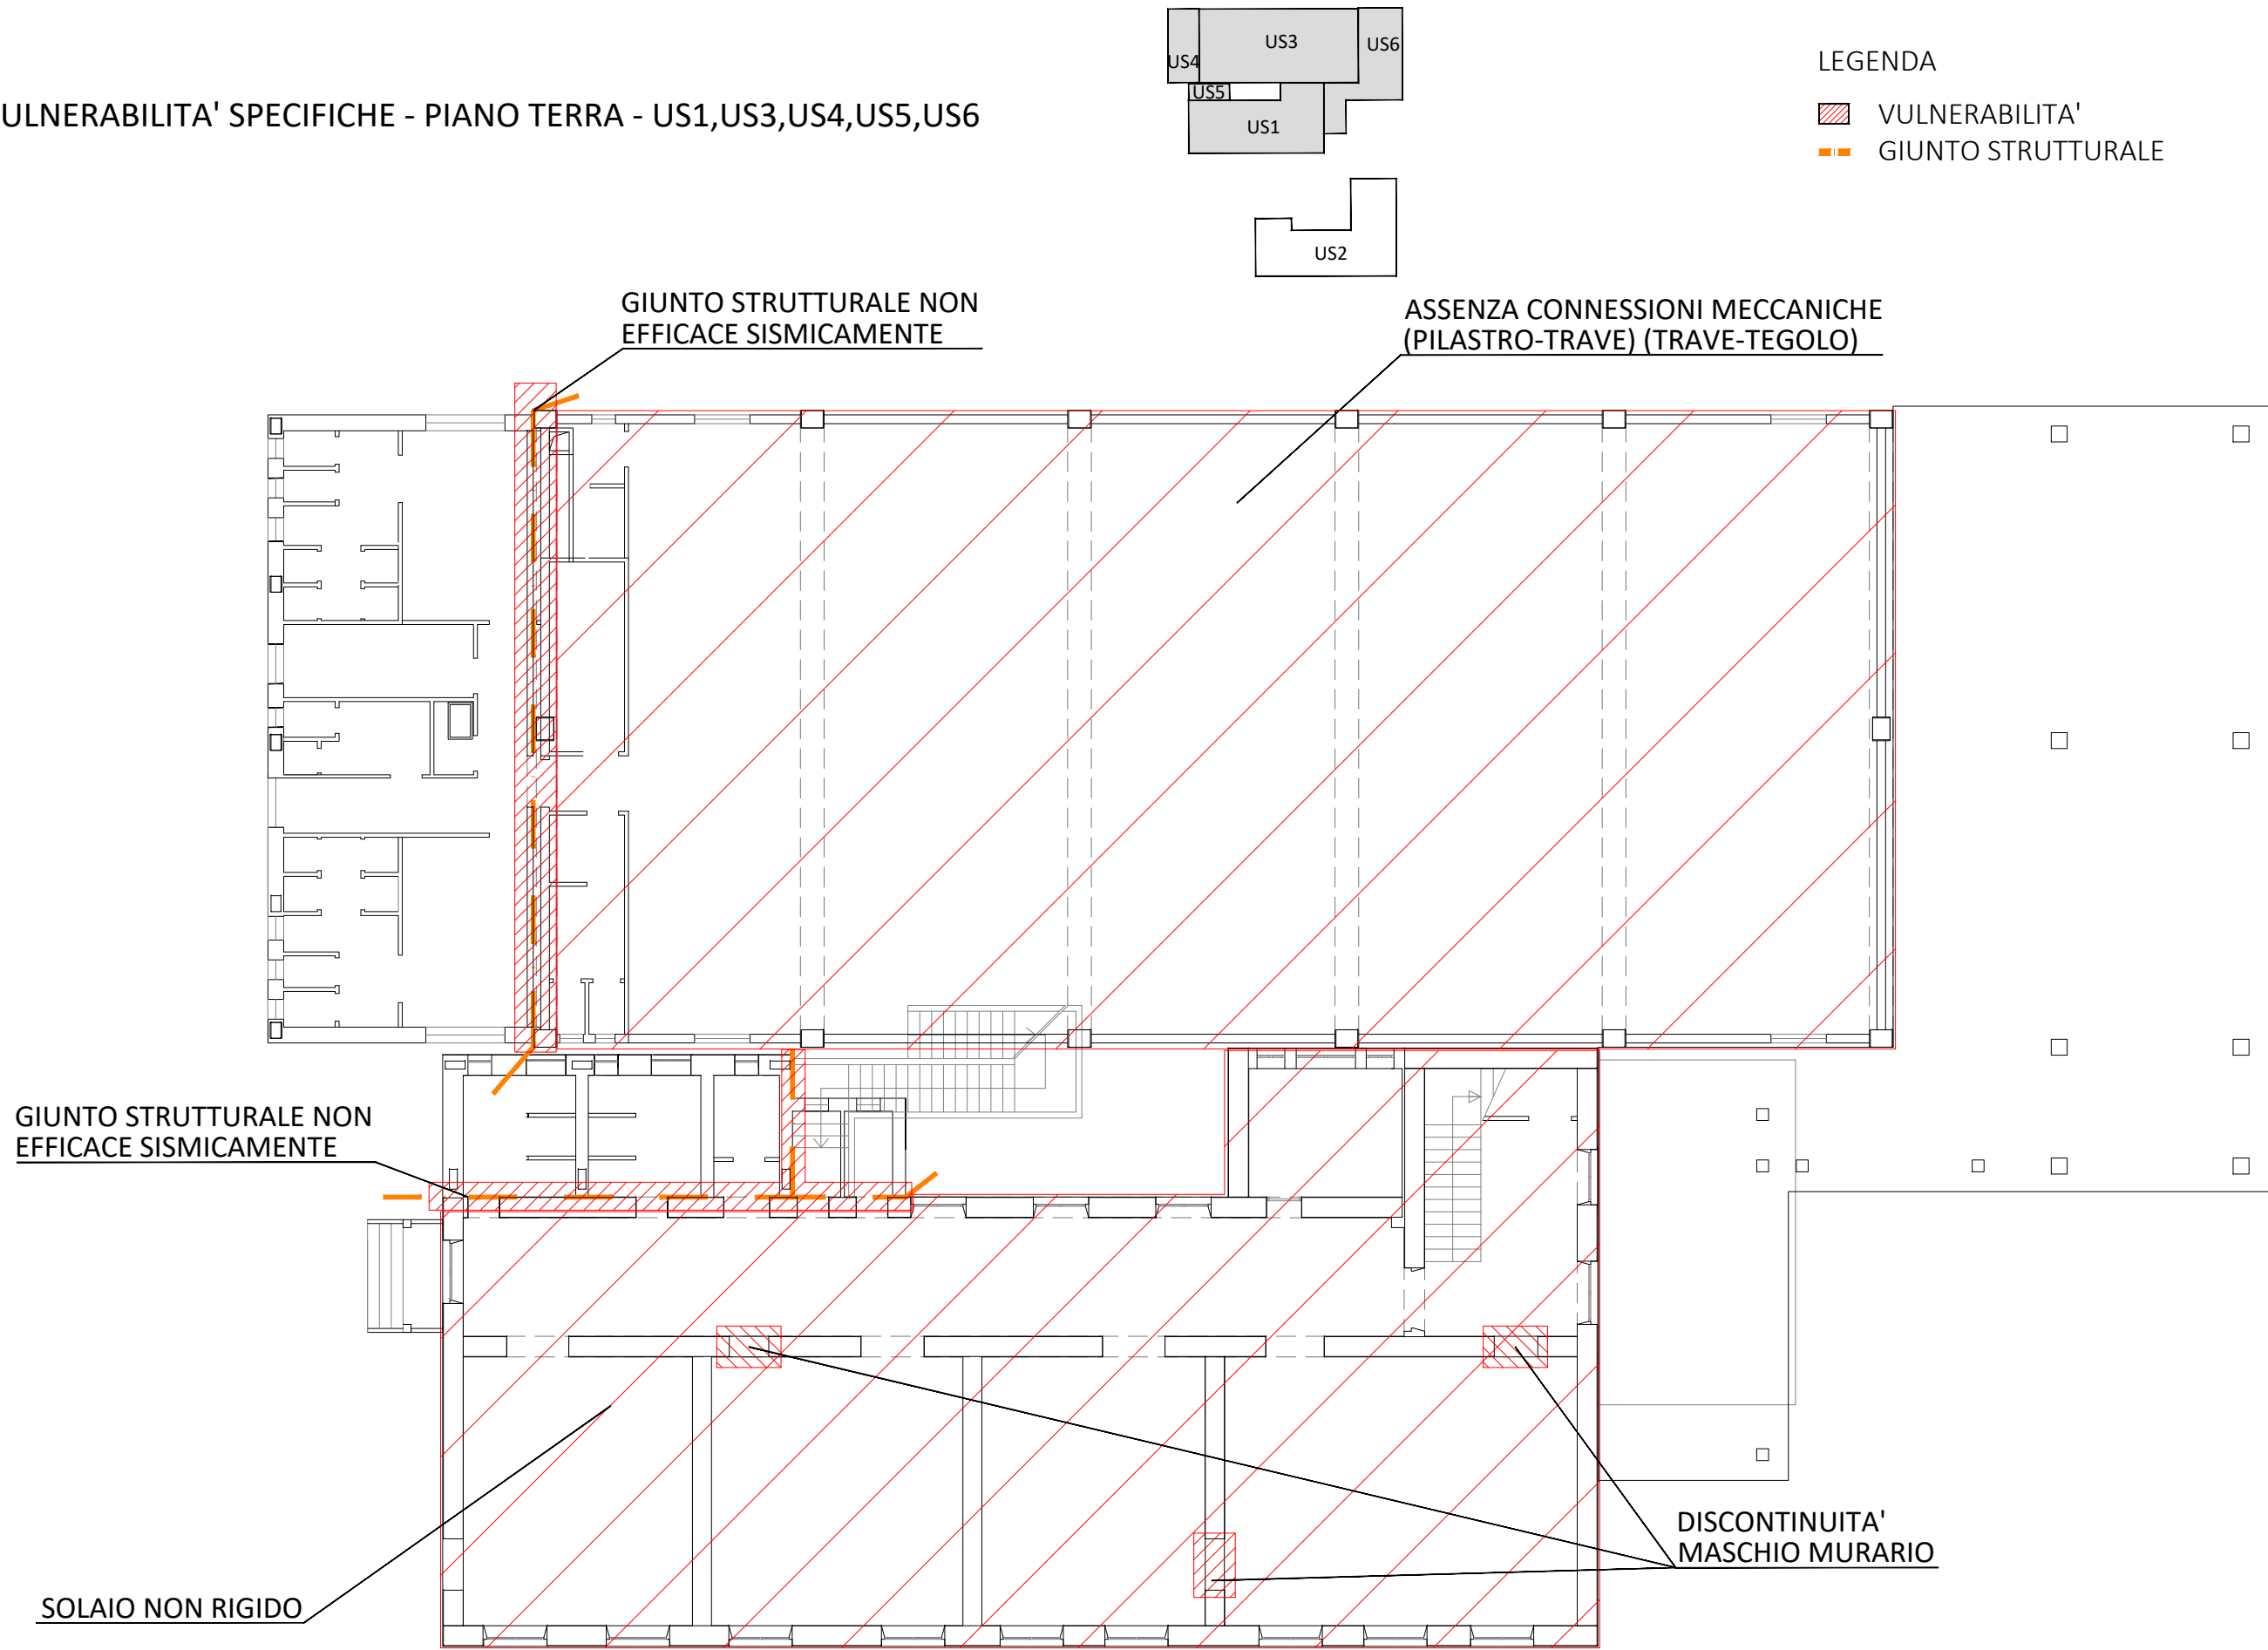 US3
US6
US4
US5
US1
US2
LEGENDA
VULNERABILITA'
GIUNTO STRUTTURALE
ULNERABILITA' SPECIFICHE - PIANO TERRA - US1,US3,US4,US5,US6
GIUNTO STRUTTURALE NON
EFFICACE SISMICAMENTE
ASSENZA CONNESSIONI MECCANICHE
(PILASTRO-TRAVE) (TRAVE-TEGOLO)
GIUNTO STRUTTURALE NON
EFFICACE SISMICAMENTE
DISCONTINUITA'
MASCHIO MURARIO
SOLAIO NON RIGIDO